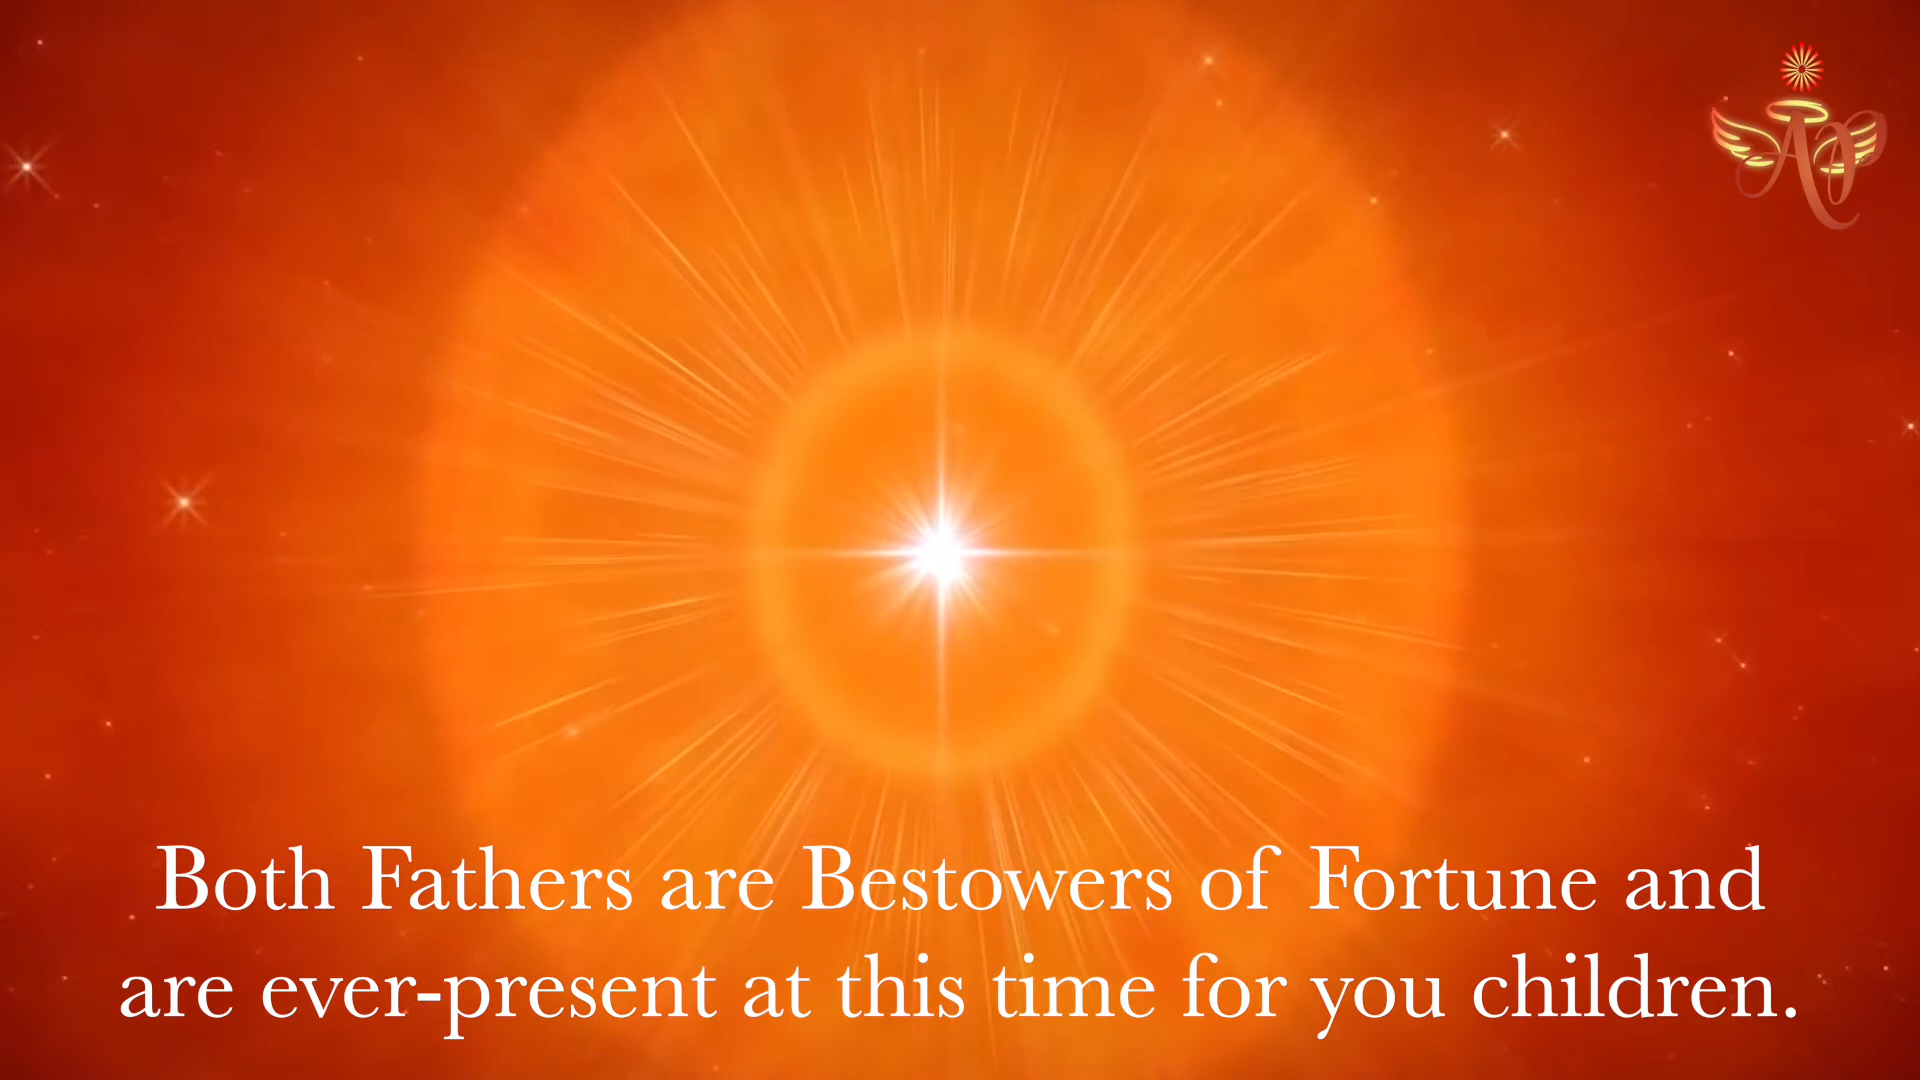 Both Fathers are Bestowers of Fortune and
are ever-present at this time for you children.